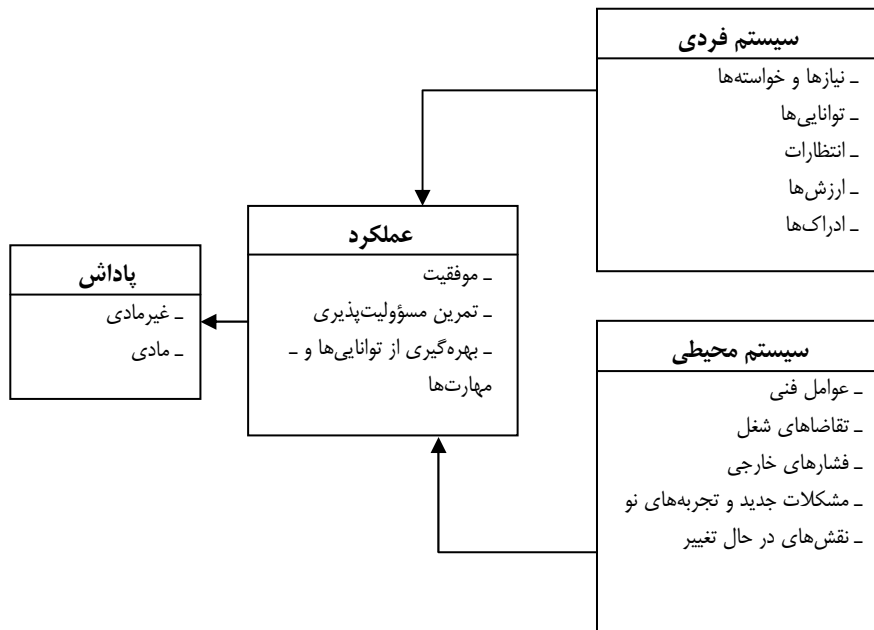 سیستم فردی
ـ نیازها و خواسته‌ها
ـ توانایی‌ها
ـ انتظارات
ـ ارزش‌ها
ـ ادراک‌ها
عملکرد
ـ موفقیت
ـ تمرین مسؤولیت‌پذیری
ـ بهره‌گیری از توانایی‌ها و ـ
مهارت‌ها
پاداش
ـ غیرمادی
ـ مادی
سیستم محیطی
ـ عوامل فنی
ـ تقاضاهای شغل
ـ فشارهای خارجی
ـ مشکلات جدید و تجربه‌های نو
ـ نقش‌های در حال تغییر